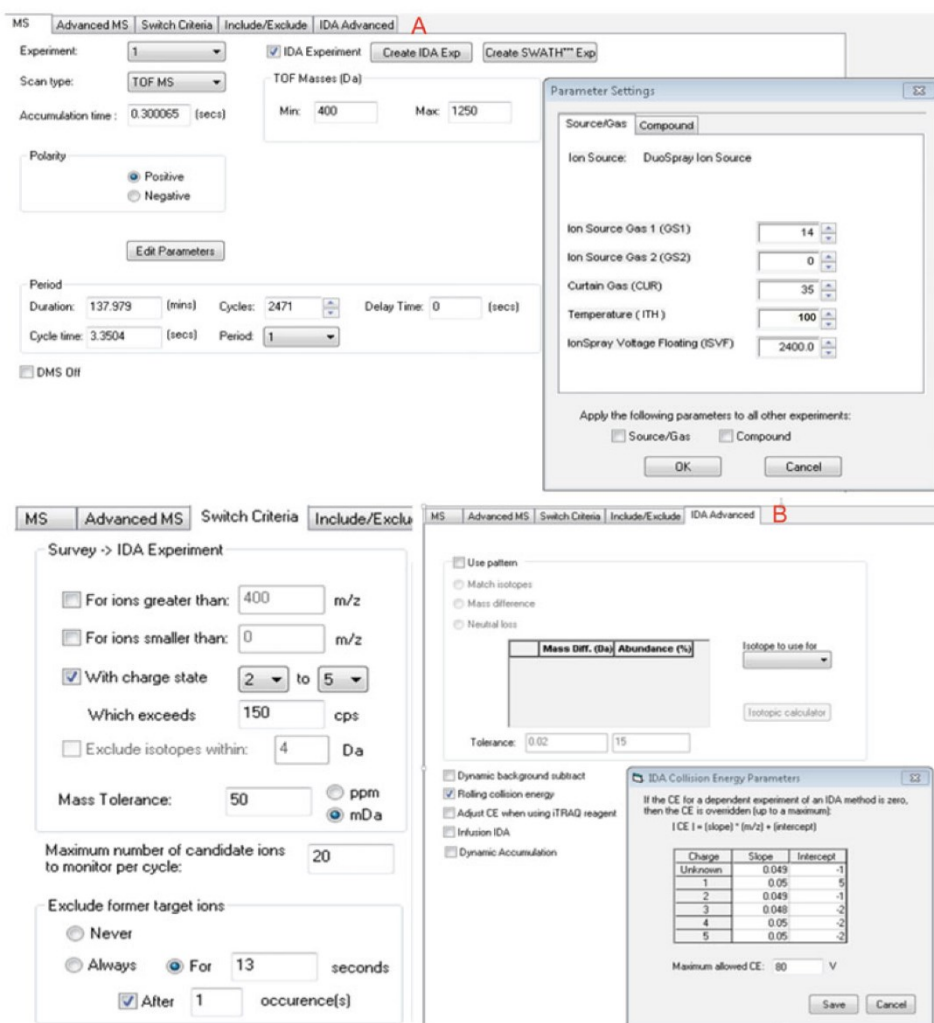 MS Advanced MS Switch Criteria Include/Exclude IDA Advanced A
Experiment: 1 IDA Experiment Create IDA Exp Create SWATH™ Exp
Scan type: TOF MS TOF Masses (Da)
Accumulation time : 0.300065 (secs) Min: 400 Max: 1250
Polarity
Positive
Negative
Edit Parameters
Period
Duration: 137.979 (mins) Cycles: 2471 Delay Time: 0 (secs)
Cycle time: 3.3504 (secs) Period: 1
DMS Off
Parameter Settings
Source/Gas Compound
Ion Source: DuoSpray Ion Source
Ion Source Gas 1 (GS1) 14
Ion Source Gas 2 (GS2) 0
Curtain Gas (CUR) 35
Temperature ( ITH ) 100
IonSpray Voltage Floating (ISVF) 2400.0
Apply the following parameters to all other experiments:
Source/Gas Compound
OK Cancel
MS Advanced MS Switch Criteria Include/Exclu
Survey -> IDA Experiment
For ions greater than: 400 m/z
For ions smaller than: 0 m/z
With charge state 2 to 5
Which exceeds 150 cps
Exclude isotopes within: 4 Da
Mass Tolerance: 50 ppm
mDa
Maximum number of candidate ions
to monitor per cycle: 20
Exclude former target ions
Never
Always For 13 seconds
After 1 occurence(s)
MS Advanced MS Switch Criteria Include/Exclude IDA Advanced B
Use pattern
Match isotopes
Mass difference
Neutral loss
Mass Diff. (Da) Abundance (%)
Isotope to use for
Isotopic calculator
Tolerance: 0.02 15
Dynamic background subtract
Rolling collision energy
Adjust CE when using iTRAQ reagent
Infusion IDA
Dynamic Accumulation
IDA Collision Energy Parameters
If the CE for a dependent experiment of an IDA method is zero,
then the CE is overridden (up to a maximum):
| CE | = (slope) * (m/z) + (intercept)
Charge Slope Intercept
Unknown 0.049 -1
1 0.05 5
2 0.049 -1
3 0.048 -2
4 0.05 -2
5 0.05 -2
Maximum allowed CE: 80 V
Save Cancel